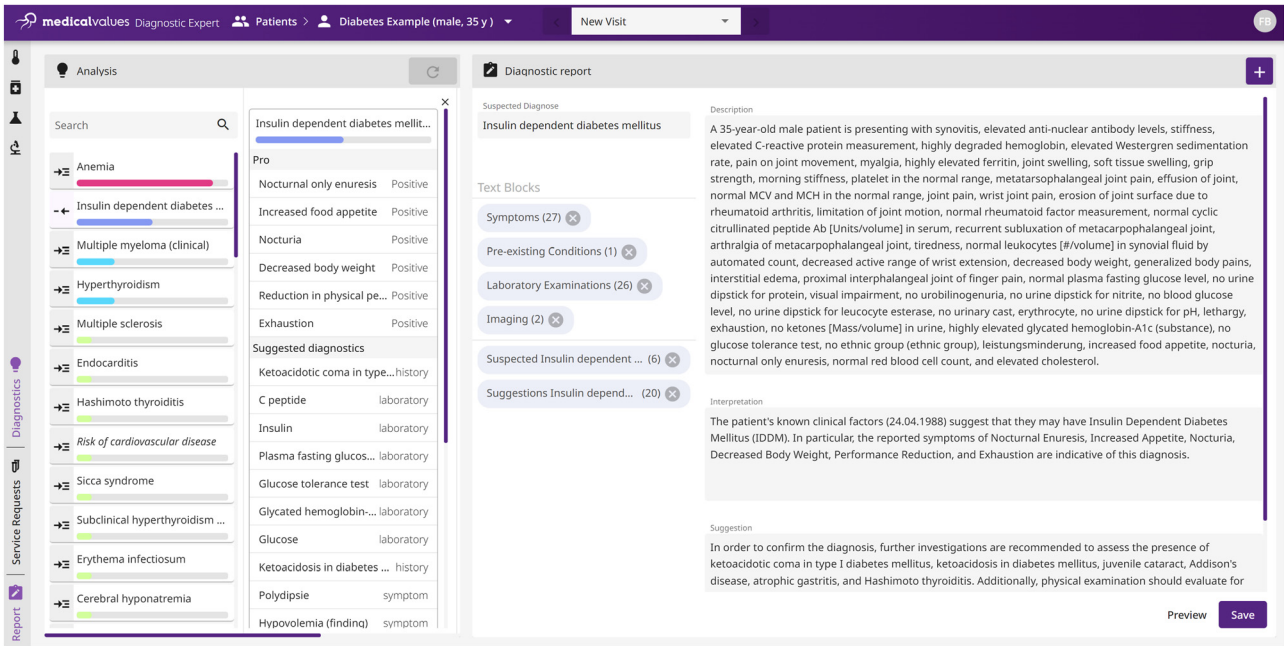 medicalvalues Diagnostic Expert Patients > Diabetes Example (male, 35 y ) New Visit FB
Analysis
Search
Anemia
Insulin dependent diabetes ...
Multiple myeloma (clinical)
Hyperthyroidism
Multiple sclerosis
Endocarditis
Hashimoto thyroiditis
Risk of cardiovascular disease
Sicca syndrome
Subclinical hyperthyroidism ...
Erythema infectiosum
Cerebral hyponatremia
Insulin dependent diabetes mellit...
Pro
Nocturnal only enuresis Positive
Increased food appetite Positive
Nocturia Positive
Decreased body weight Positive
Reduction in physical pe... Positive
Exhaustion Positive
Suggested diagnostics
Ketoacidotic coma in type... history
C peptide laboratory
Insulin laboratory
Plasma fasting glucos... laboratory
Glucose tolerance test laboratory
Glycated hemoglobin-... laboratory
Glucose laboratory
Ketoacidosis in diabetes ... history
Polydipsie symptom
Hypovolemia (finding) symptom
Diagnostic report
+
Suspected Diagnose
Insulin dependent diabetes mellitus
Text Blocks
Symptoms (27)
Pre-existing Conditions (1)
Laboratory Examinations (26)
Imaging (2)
Suspected Insulin dependent ... (6)
Suggestions Insulin depend... (20)
Description
A 35-year-old male patient is presenting with synovitis, elevated anti-nuclear antibody levels, stiffness,
elevated C-reactive protein measurement, highly degraded hemoglobin, elevated Westergren sedimentation
rate, pain on joint movement, myalgia, highly elevated ferritin, joint swelling, soft tissue swelling, grip
strength, morning stiffness, platelet in the normal range, metatarsophalangeal joint pain, effusion of joint,
normal MCV and MCH in the normal range, joint pain, wrist joint pain, erosion of joint surface due to
rheumatoid arthritis, limitation of joint motion, normal rheumatoid factor measurement, normal cyclic
citrullinated peptide Ab [Units/volume] in serum, recurrent subluxation of metacarpophalangeal joint,
arthralgia of metacarpophalangeal joint, tiredness, normal leukocytes [#/volume] in synovial fluid by
automated count, decreased active range of wrist extension, decreased body weight, generalized body pains,
interstitial edema, proximal interphalangeal joint of finger pain, normal plasma fasting glucose level, no urine
dipstick for protein, visual impairment, no urobilinogenuria, no urine dipstick for nitrite, no blood glucose
level, no urine dipstick for leucocyte esterase, no urinary cast, erythrocyte, no urine dipstick for pH, lethargy,
exhaustion, no ketones [Mass/volume] in urine, highly elevated glycated hemoglobin-A1c (substance), no
glucose tolerance test, no ethnic group (ethnic group), leistungsminderung, increased food appetite, nocturia,
nocturnal only enuresis, normal red blood cell count, and elevated cholesterol.
Interpretation
The patient's known clinical factors (24.04.1988) suggest that they may have Insulin Dependent Diabetes
Mellitus (IDDM). In particular, the reported symptoms of Nocturnal Enuresis, Increased Appetite, Nocturia,
Decreased Body Weight, Performance Reduction, and Exhaustion are indicative of this diagnosis.
Suggestion
In order to confirm the diagnosis, further investigations are recommended to assess the presence of
ketoacidotic coma in type I diabetes mellitus, ketoacidosis in diabetes mellitus, juvenile cataract, Addison's
disease, atrophic gastritis, and Hashimoto thyroiditis. Additionally, physical examination should evaluate for
Preview Save
Diagnostics
Service Requests
Report